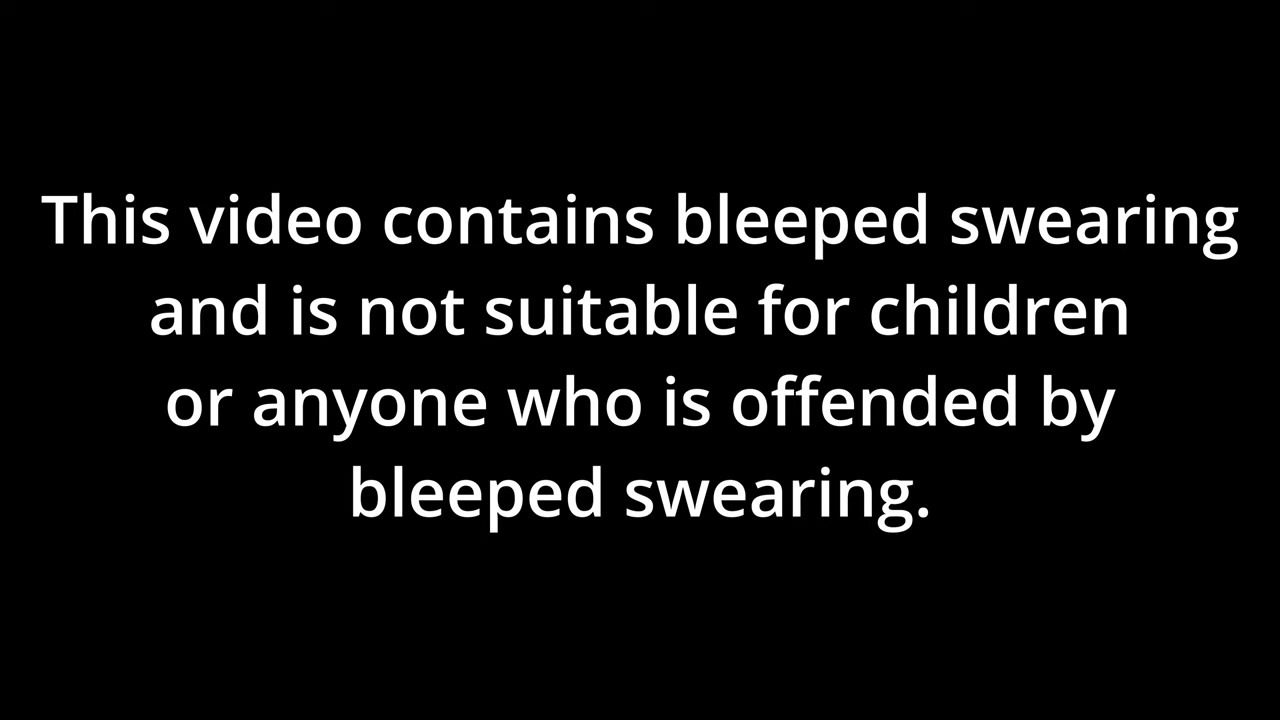 This video contains bleeped swearing
and is not suitable for children
or anyone who is offended by
bleeped swearing.